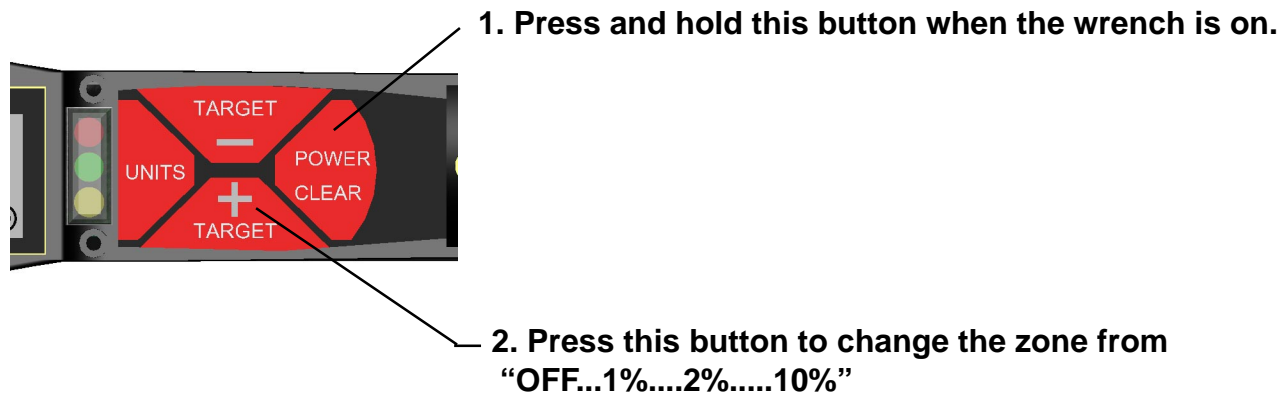 1. Press and hold this button when the wrench is on.
TARGET
UNITS
POWER
CLEAR
TARGET
2. Press this button to change the zone from
“OFF...1%....2%.....10%”